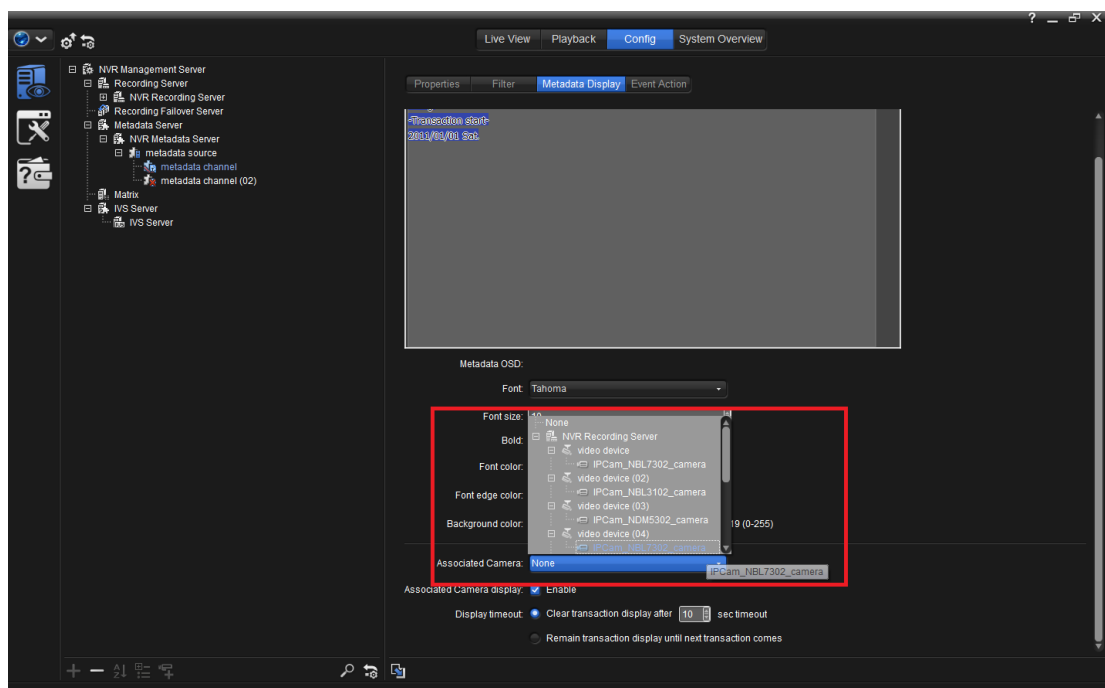 ? _ X
Live View Playback Config System Overview
NVR Management Server
Recording Server
NVR Recording Server
Recording Failover Server
Metadata Server
NVR Metadata Server
metadata source
metadata channel
metadata channel (02)
Matrix
IVS Server
IVS Server
Properties Filter Metadata Display Event Action
-Transaction start-
2011/01/01 Sat.
Metadata OSD:
Font: Tahoma
Font size: 10
Bold:
Font color:
Font edge color:
Background color: 19 (0-255)
None
NVR Recording Server
video device
IPCam_NBL7302_camera
video device (02)
IPCam_NBL3102_camera
video device (03)
IPCam_NDM5302_camera
video device (04)
IPCam_NBL7302_camera
Associated Camera: None
IPCam_NBL7302_camera
Associated Camera display: Enable
Display timeout: Clear transaction display after 10 sec timeout
Remain transaction display until next transaction comes